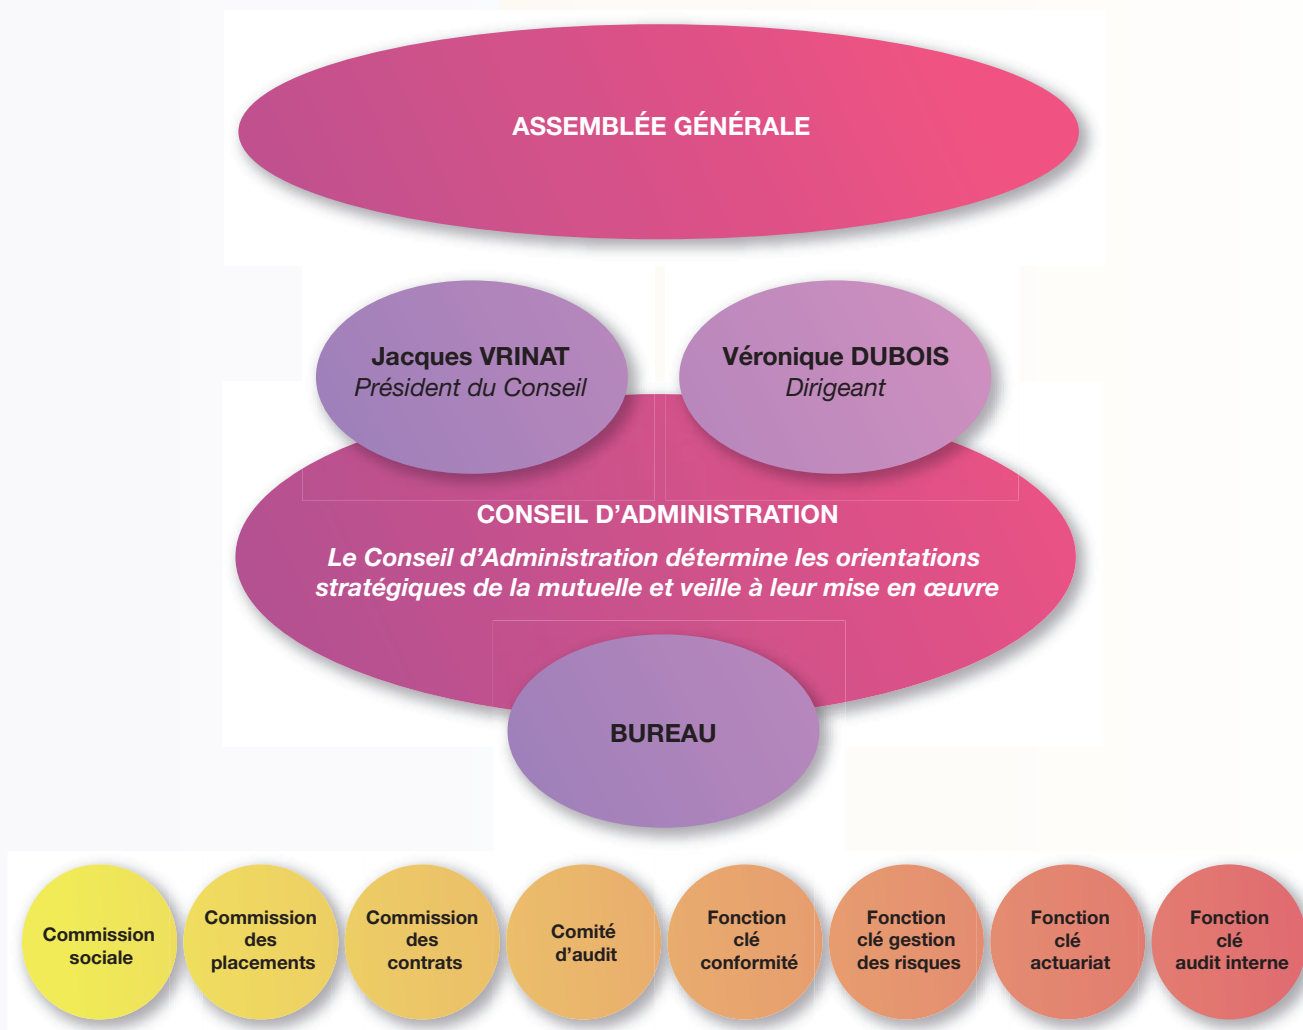 ASSEMBLÉE GÉNÉRALE
Jacques VRINAT
Président du Conseil
Véronique DUBOIS
Dirigeant
CONSEIL D’ADMINISTRATION
Le Conseil d’Administration détermine les orientations
stratégiques de la mutuelle et veille à leur mise en œuvre
BUREAU
Commission
sociale
Commission
des
placements
Commission
des
contrats
Comité
d’audit
Fonction
clé
conformité
Fonction
clé gestion
des risques
Fonction
clé
actuariat
Fonction
clé
audit interne